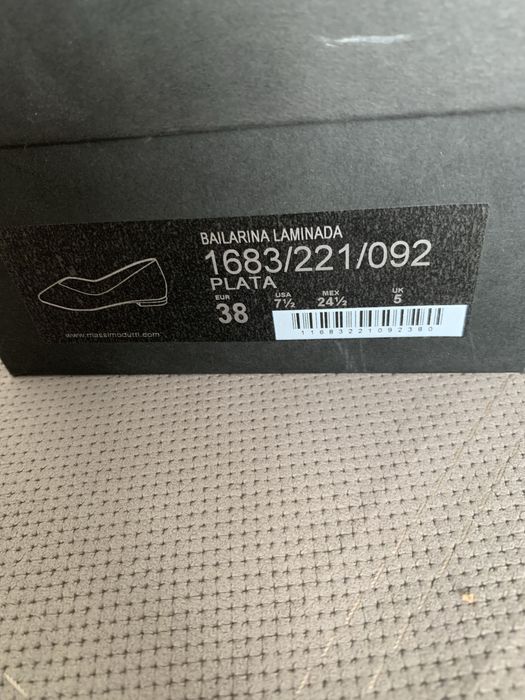 BAILARINA LAMINADA
1683/221/092
PLATA
EUR USA MEX UK
38 7½ 24½ 5
www.massimodutti.com
11683221092380